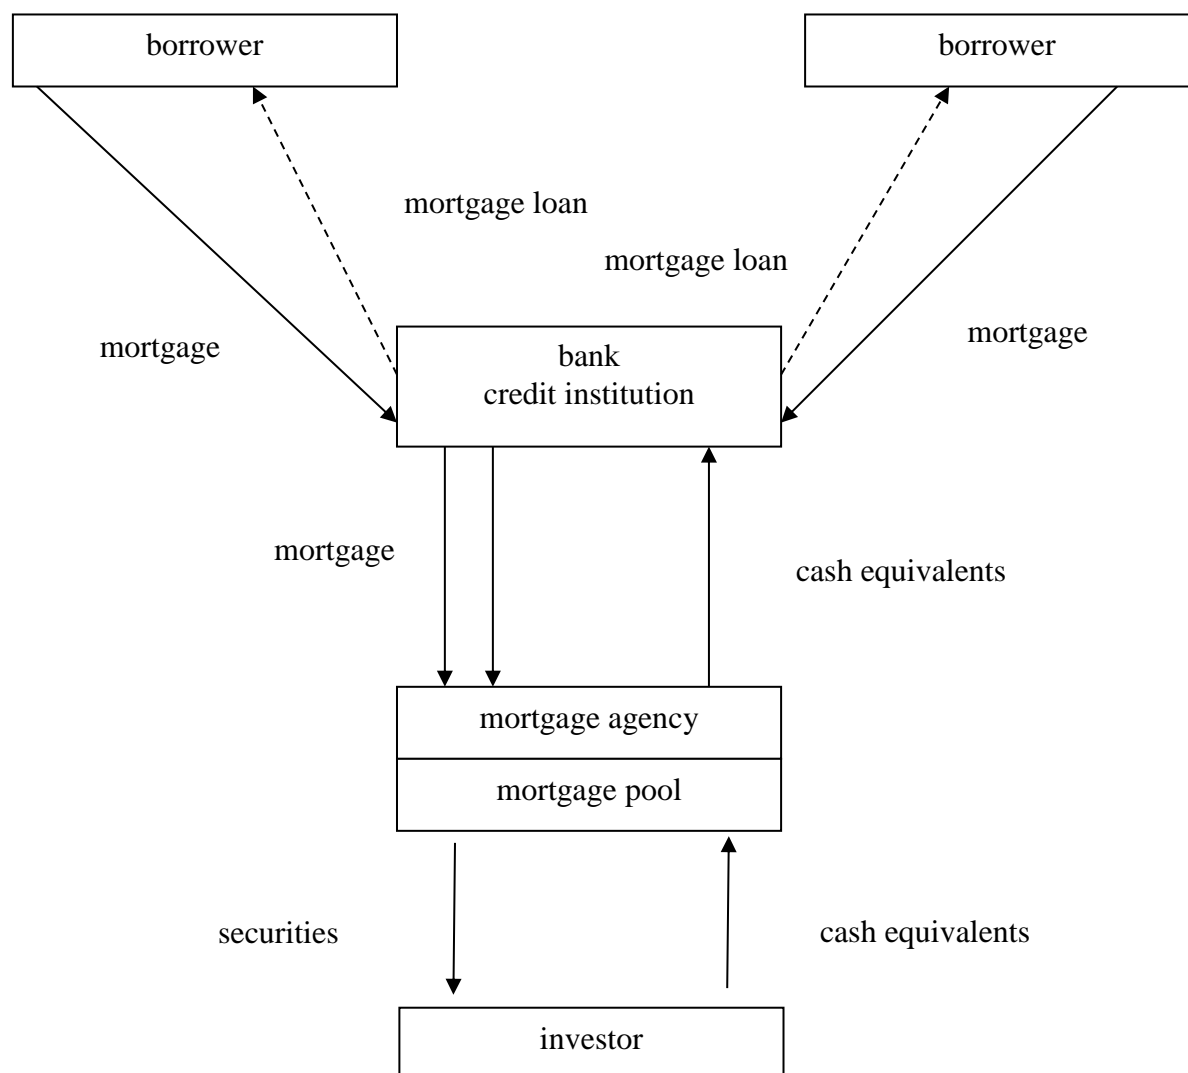 borrower
borrower
mortgage loan
mortgage loan
mortgage
mortgage
bank
credit institution
mortgage
cash equivalents
mortgage agency
mortgage pool
securities
cash equivalents
investor